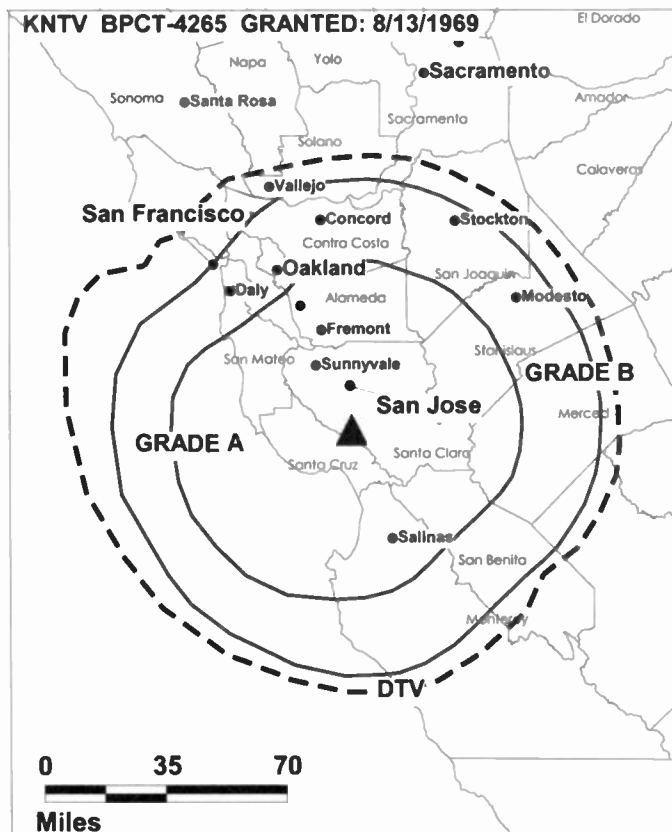 KNTV BPCT-4265 GRANTED: 8/13/1969
El Dorado
Napa
Yolo
Sacramento
Sonoma
Santa Rosa
Amador
Sacramenta
Solano
Calaveras
Vallejo
San Francisco
Concord
Stockton
Contra Costa
Oakland
San Joaquin
Daly
Alameda
Modesto
Fremont
San Mateo
Sunnyvale
Stanislaus
GRADE B
San Jose
Merced
GRADE A
Santa Clara
Santa Cruz
Salinas
San Benita
Monterey
DTV
0 35 70
Miles